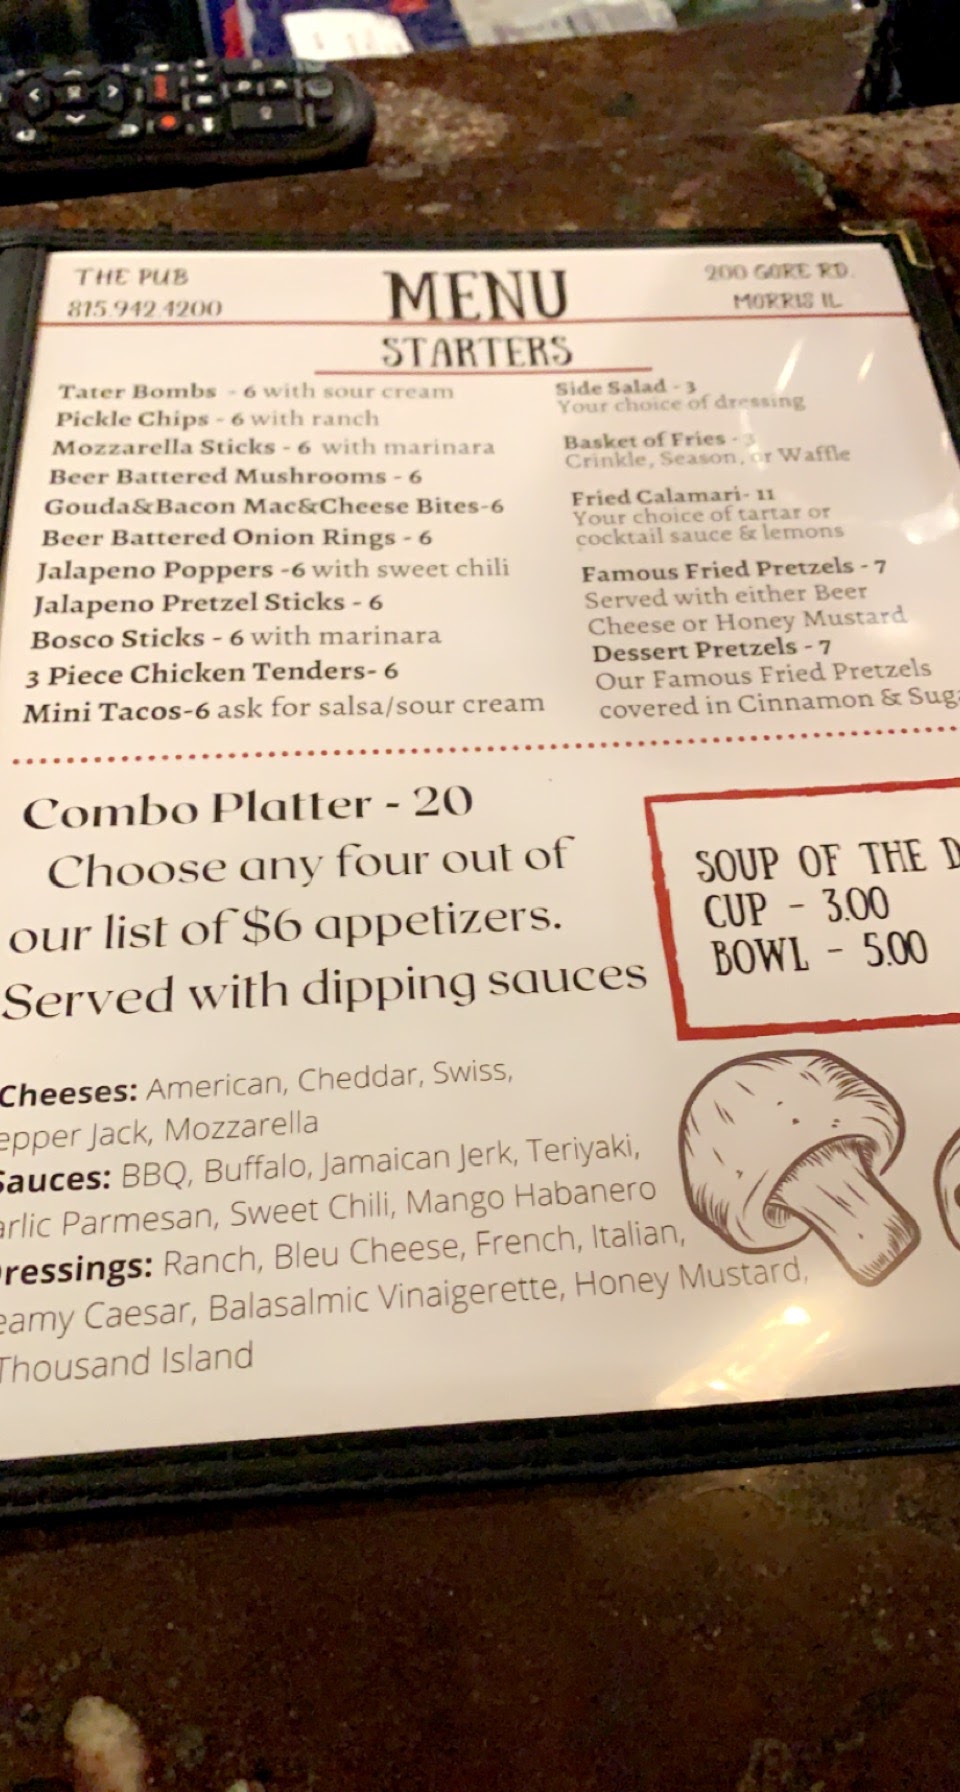 THE PUB
815.942.4200
MENU
200 GORE RD.
MORRIS IL
STARTERS
Tater Bombs - 6 with sour cream
Pickle Chips - 6 with ranch
Mozzarella Sticks - 6 with marinara
Beer Battered Mushrooms - 6
Gouda&Bacon Mac&Cheese Bites-6
Beer Battered Onion Rings - 6
Jalapeno Poppers -6 with sweet chili
Jalapeno Pretzel Sticks - 6
Bosco Sticks - 6 with marinara
3 Piece Chicken Tenders- 6
Mini Tacos-6 ask for salsa/sour cream
Side Salad - 3
Your choice of dressing
Basket of Fries - 3
Crinkle, Season, or Waffle
Fried Calamari- 11
Your choice of tartar or
cocktail sauce & lemons
Famous Fried Pretzels - 7
Served with either Beer
Cheese or Honey Mustard
Dessert Pretzels - 7
Our Famous Fried Pretzels
covered in Cinnamon & Suga
Combo Platter - 20
Choose any four out of
our list of $6 appetizers.
Served with dipping sauces
SOUP OF THE D
CUP - 3.00
BOWL - 5.00
Cheeses: American, Cheddar, Swiss,
epper Jack, Mozzarella
Sauces: BBQ, Buffalo, Jamaican Jerk, Teriyaki,
arlic Parmesan, Sweet Chili, Mango Habanero
ressings: Ranch, Bleu Cheese, French, Italian,
eamy Caesar, Balasalmic Vinaigerette, Honey Mustard,
Thousand Island